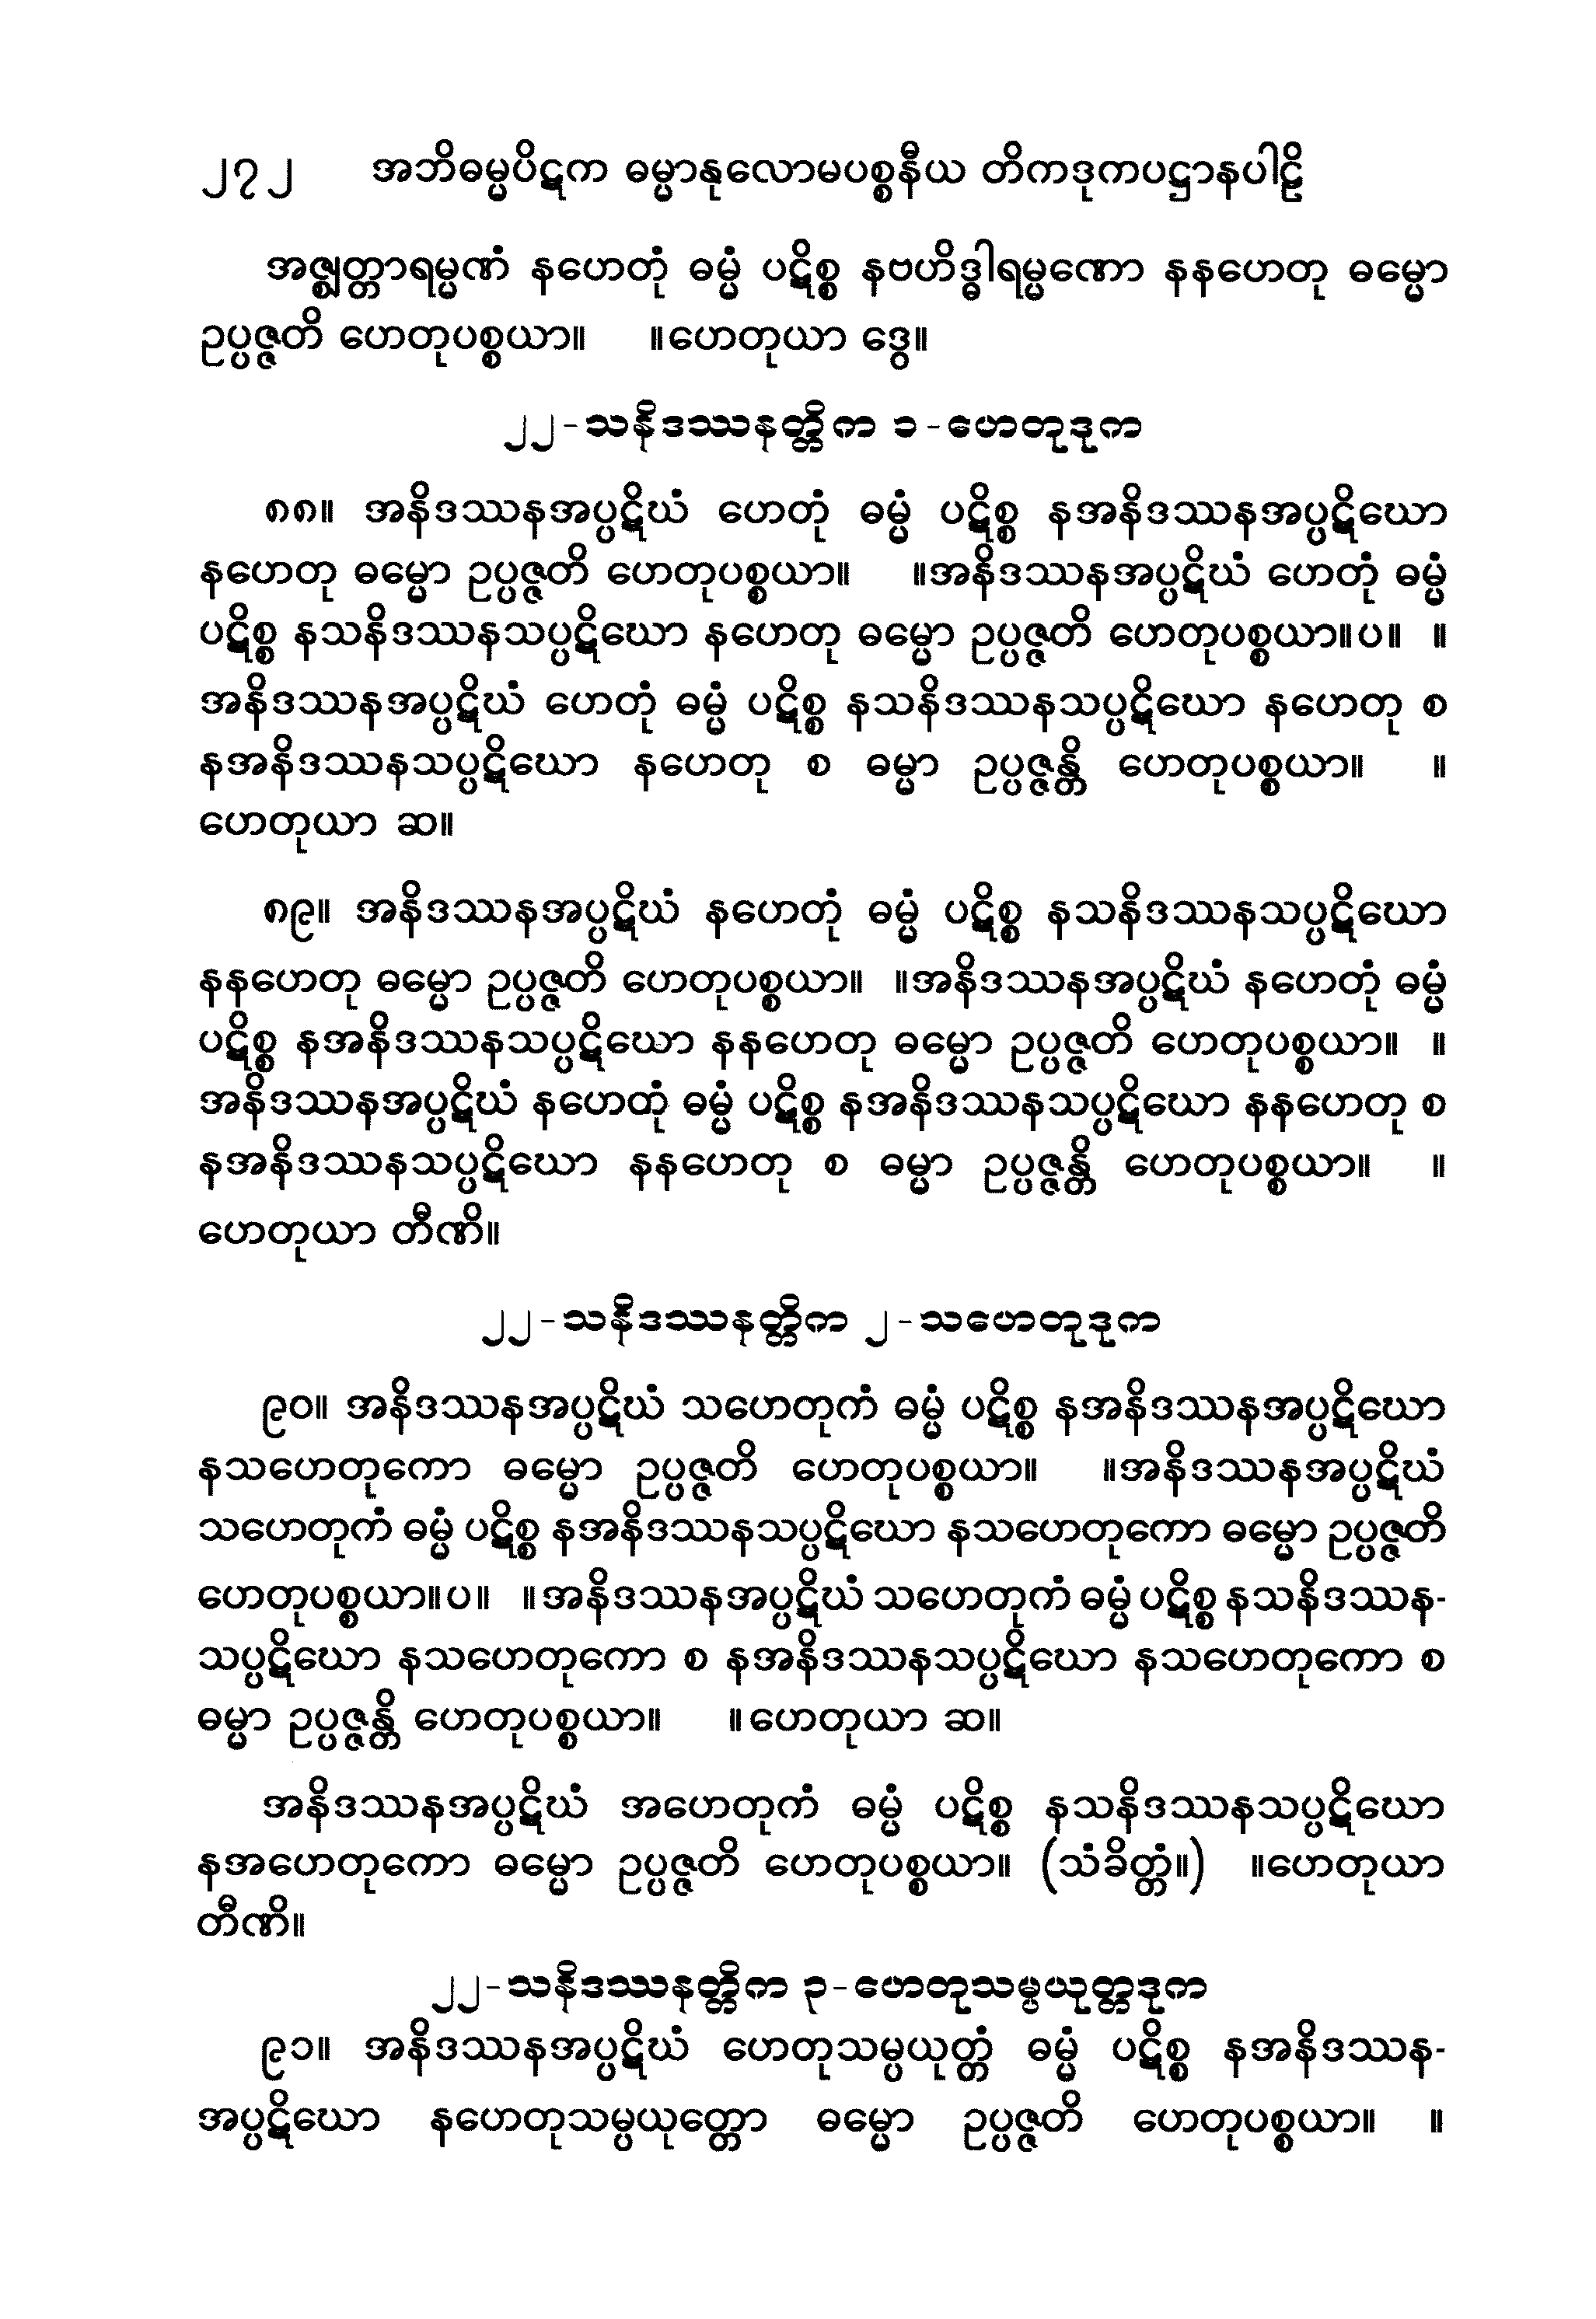 ၂၇၂ အဘိဓမ္မပိဋက ဓမ္မာနုလောမပစ္စနီယ တိကဒုကပဋ္ဌာနပါဠိ
အဇ္ဈတ္တာရမ္မဏံ နဟေတုံ ဓမ္မံ ပဋိစ္စ နဗဟိဒ္ဓါရမ္မဏော နနဟေတု ဓမ္မော
ဥပ္ပဇ္ဇတိ ဟေတုပစ္စယာ။ ။ဟေတုယာ ဒွေ။
၂၂-သနိဒဿနတ္တိက ၁-ဟေတုဒုက
၈၈။ အနိဒဿနအပ္ပဋိဃံ ဟေတုံ ဓမ္မံ ပဋိစ္စ နအနိဒဿနအပ္ပဋိဃော
နဟေတု ဓမ္မော ဥပ္ပဇ္ဇတိ ဟေတုပစ္စယာ။ ။အနိဒဿနအပ္ပဋိဃံ ဟေတုံ ဓမ္မံ
ပဋိစ္စ နသနိဒဿနသပ္ပဋိဃော နဟေတု ဓမ္မော ဥပ္ပဇ္ဇတိ ဟေတုပစ္စယာ။ပ။ ။
အနိဒဿနအပ္ပဋိဃံ ဟေတုံ ဓမ္မံ ပဋိစ္စ နသနိဒဿနသပ္ပဋိဃော နဟေတု စ
နအနိဒဿနသပ္ပဋိဃော နဟေတု စ ဓမ္မာ ဥပ္ပဇ္ဇန္တိ ဟေတုပစ္စယာ။ ။
ဟေတုယာ ဆ။
၈၉။ အနိဒဿနအပ္ပဋိဃံ နဟေတုံ ဓမ္မံ ပဋိစ္စ နသနိဒဿနသပ္ပဋိဃော
နနဟေတု ဓမ္မော ဥပ္ပဇ္ဇတိ ဟေတုပစ္စယာ။ ။အနိဒဿနအပ္ပဋိဃံ နဟေတုံ ဓမ္မံ
ပဋိစ္စ နအနိဒဿနသပ္ပဋိဃော နနဟေတု ဓမ္မော ဥပ္ပဇ္ဇတိ ဟေတုပစ္စယာ။ ။
အနိဒဿနအပ္ပဋိဃံ နဟေတုံ ဓမ္မံ ပဋိစ္စ နအနိဒဿနသပ္ပဋိဃော နနဟေတု စ
နအနိဒဿနသပ္ပဋိဃော နနဟေတု စ ဓမ္မာ ဥပ္ပဇ္ဇန္တိ ဟေတုပစ္စယာ။ ။
ဟေတုယာ တီဏိ။
၂၂-သနိဒဿနတ္တိက ၂-သဟေတုဒုက
၉၀။ အနိဒဿနအပ္ပဋိဃံ သဟေတုကံ ဓမ္မံ ပဋိစ္စ နအနိဒဿနအပ္ပဋိဃော
နသဟေတုကော ဓမ္မော ဥပ္ပဇ္ဇတိ ဟေတုပစ္စယာ။ ။အနိဒဿနအပ္ပဋိဃံ
သဟေတုကံ ဓမ္မံ ပဋိစ္စ နအနိဒဿနသပ္ပဋိဃော နသဟေတုကော ဓမ္မော ဥပ္ပဇ္ဇတိ
ဟေတုပစ္စယာ။ပ။ ။အနိဒဿနအပ္ပဋိဃံ သဟေတုကံ ဓမ္မံ ပဋိစ္စ နသနိဒဿန-
သပ္ပဋိဃော နသဟေတုကော စ နအနိဒဿနသပ္ပဋိဃော နသဟေတုကော စ
ဓမ္မာ ဥပ္ပဇ္ဇန္တိ ဟေတုပစ္စယာ။ ။ဟေတုယာ ဆ။
အနိဒဿနအပ္ပဋိဃံ အဟေတုကံ ဓမ္မံ ပဋိစ္စ နသနိဒဿနသပ္ပဋိဃော
နအဟေတုကော ဓမ္မော ဥပ္ပဇ္ဇတိ ဟေတုပစ္စယာ။ (သံခိတ္တံ။) ။ဟေတုယာ
တီဏိ။
၂၂-သနိဒဿနတ္တိက ၃-ဟေတုသမ္ပယုတ္တဒုက
၉၁။ အနိဒဿနအပ္ပဋိဃံ ဟေတုသမ္ပယုတ္တံ ဓမ္မံ ပဋိစ္စ နအနိဒဿန-
အပ္ပဋိဃော နဟေတုသမ္ပယုတ္တော ဓမ္မော ဥပ္ပဇ္ဇတိ ဟေတုပစ္စယာ။ ။